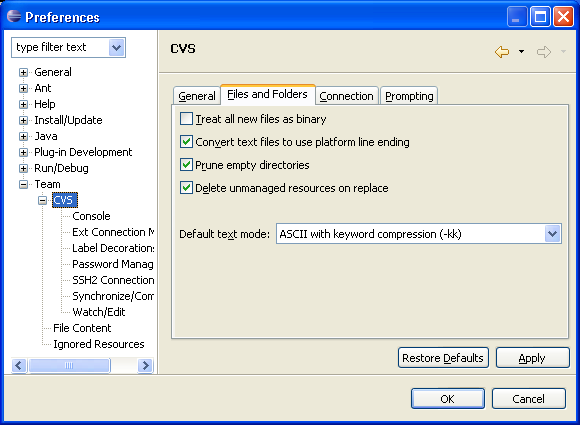 Preferences
type filter text
General
Ant
Help
Install/Update
Java
Plug-in Development
Run/Debug
Team
CVS
Console
Ext Connection M
Label Decorations
Password Manag
SSH2 Connection
Synchronize/Com
Watch/Edit
File Content
Ignored Resources
CVS
General Files and Folders Connection Prompting
Treat all new files as binary
Convert text files to use platform line ending
Prune empty directories
Delete unmanaged resources on replace
Default text mode: ASCII with keyword compression (-kk)
Restore Defaults Apply
OK Cancel